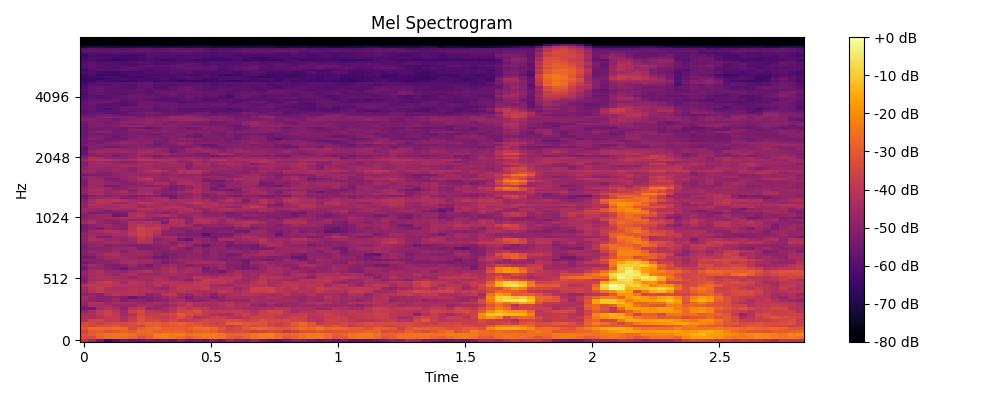 Mel Spectrogram
+0 dB
-10 dB
-20 dB
-30 dB
-40 dB
-50 dB
-60 dB
-70 dB
-80 dB
Hz
4096
2048
1024
512
0
0 0.5 1 1.5 2 2.5
Time